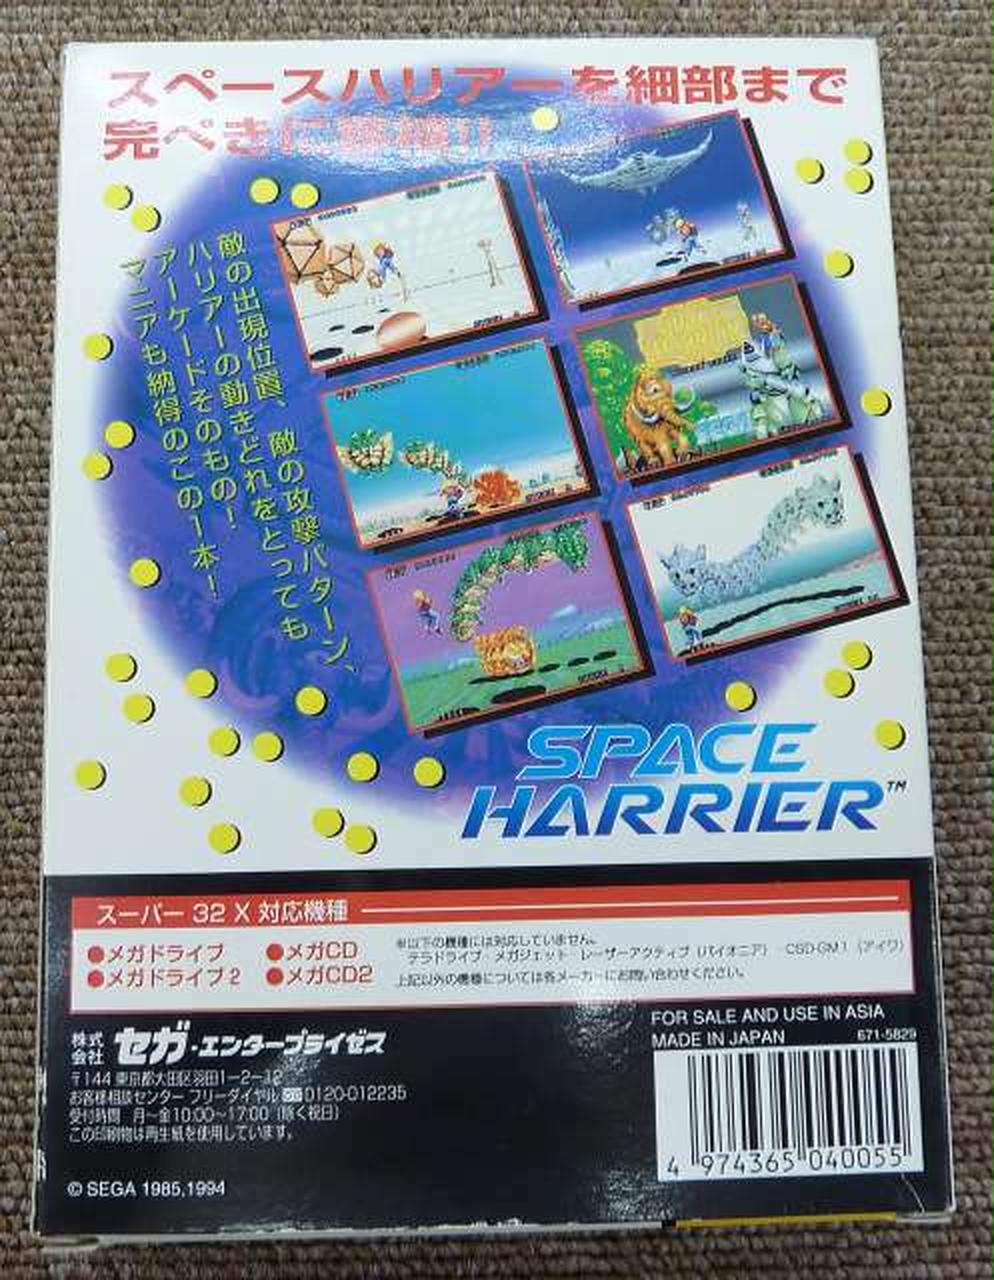 スペースハリアーを細部まで
完ぺきに移植!!
敵の出現位置、敵の攻撃パターン、
ハリアーの動きどれをとっても
アーケードそのもの!
マニアも納得のこの1本!
SPACE
HARRIER™
スーパー 32 X 対応機種
●メガドライブ ●メガCD
●メガドライブ2 ●メガCD2
※以下の機種には対応していません。
テラドライブ・メガジェット・レーザーアクティブ(パイオニア)・CSD-GM1(アイワ)
上記以外の機種については各メーカーにお問い合わせください。
FOR SALE AND USE IN ASIA
MADE IN JAPAN 671-5829
株式会社 セガ・エンタープライゼス
〒144 東京都大田区羽田1-2-12
お客様相談センター フリーダイヤル 0120-012235
受付時間 月~金10:00~17:00(除く祝日)
この印刷物は再生紙を使用しています。
4 974365 040055
© SEGA 1985,1994